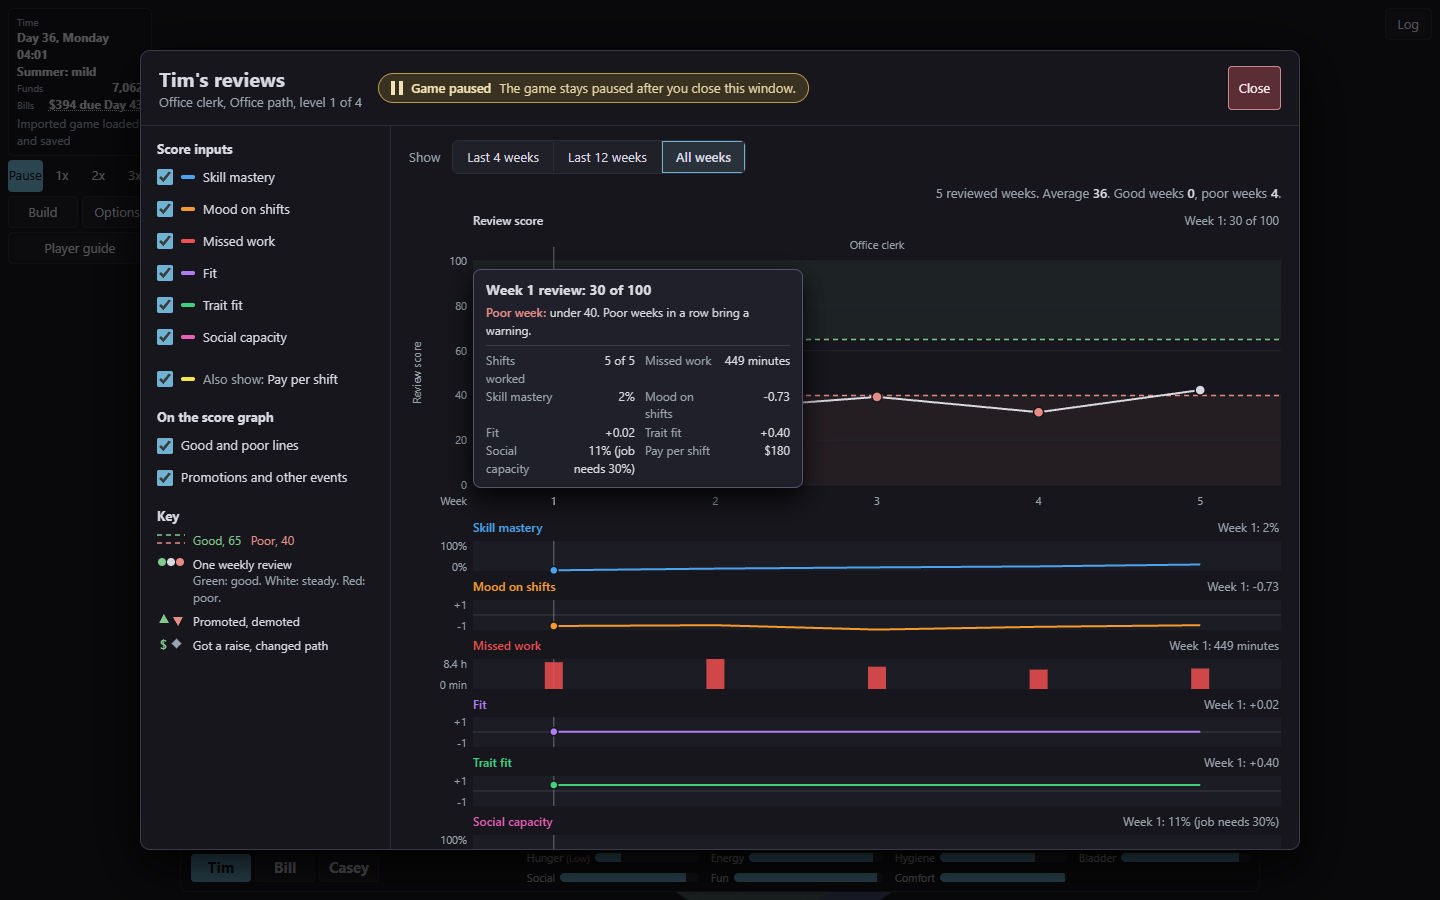 Time
Day 36, Monday
04:01
Summer: mild
Funds 7,062
Bills $394 due Day 43
Imported game loaded
and saved
Pause 1x 2x 3x
Build Options
Player guide
Log
Tim's reviews
Office clerk, Office path, level 1 of 4
Game paused The game stays paused after you close this window.
Close
Score inputs
Skill mastery
Mood on shifts
Missed work
Fit
Trait fit
Social capacity
Also show: Pay per shift
On the score graph
Good and poor lines
Promotions and other events
Key
Good, 65 Poor, 40
One weekly review
Green: good. White: steady. Red:
poor.
Promoted, demoted
$ Got a raise, changed path
Show Last 4 weeks Last 12 weeks All weeks
5 reviewed weeks. Average 36. Good weeks 0, poor weeks 4.
Review score Week 1: 30 of 100
Office clerk
Review score
100
80
60
40
20
0
Week 1 review: 30 of 100
Poor week: under 40. Poor weeks in a row bring a
warning.
Shifts worked 5 of 5 Missed work 449 minutes
Skill mastery 2% Mood on shifts -0.73
Fit +0.02 Trait fit +0.40
Social capacity 11% (job needs 30%) Pay per shift $180
Week 1 2 3 4 5
Skill mastery Week 1: 2%
100%
0%
Mood on shifts Week 1: -0.73
+1
-1
Missed work Week 1: 449 minutes
8.4 h
0 min
Fit Week 1: +0.02
+1
-1
Trait fit Week 1: +0.40
+1
-1
Social capacity Week 1: 11% (job needs 30%)
100%
Tim Bill Casey
Hunger (Low) Energy Hygiene Bladder
Social Fun Comfort